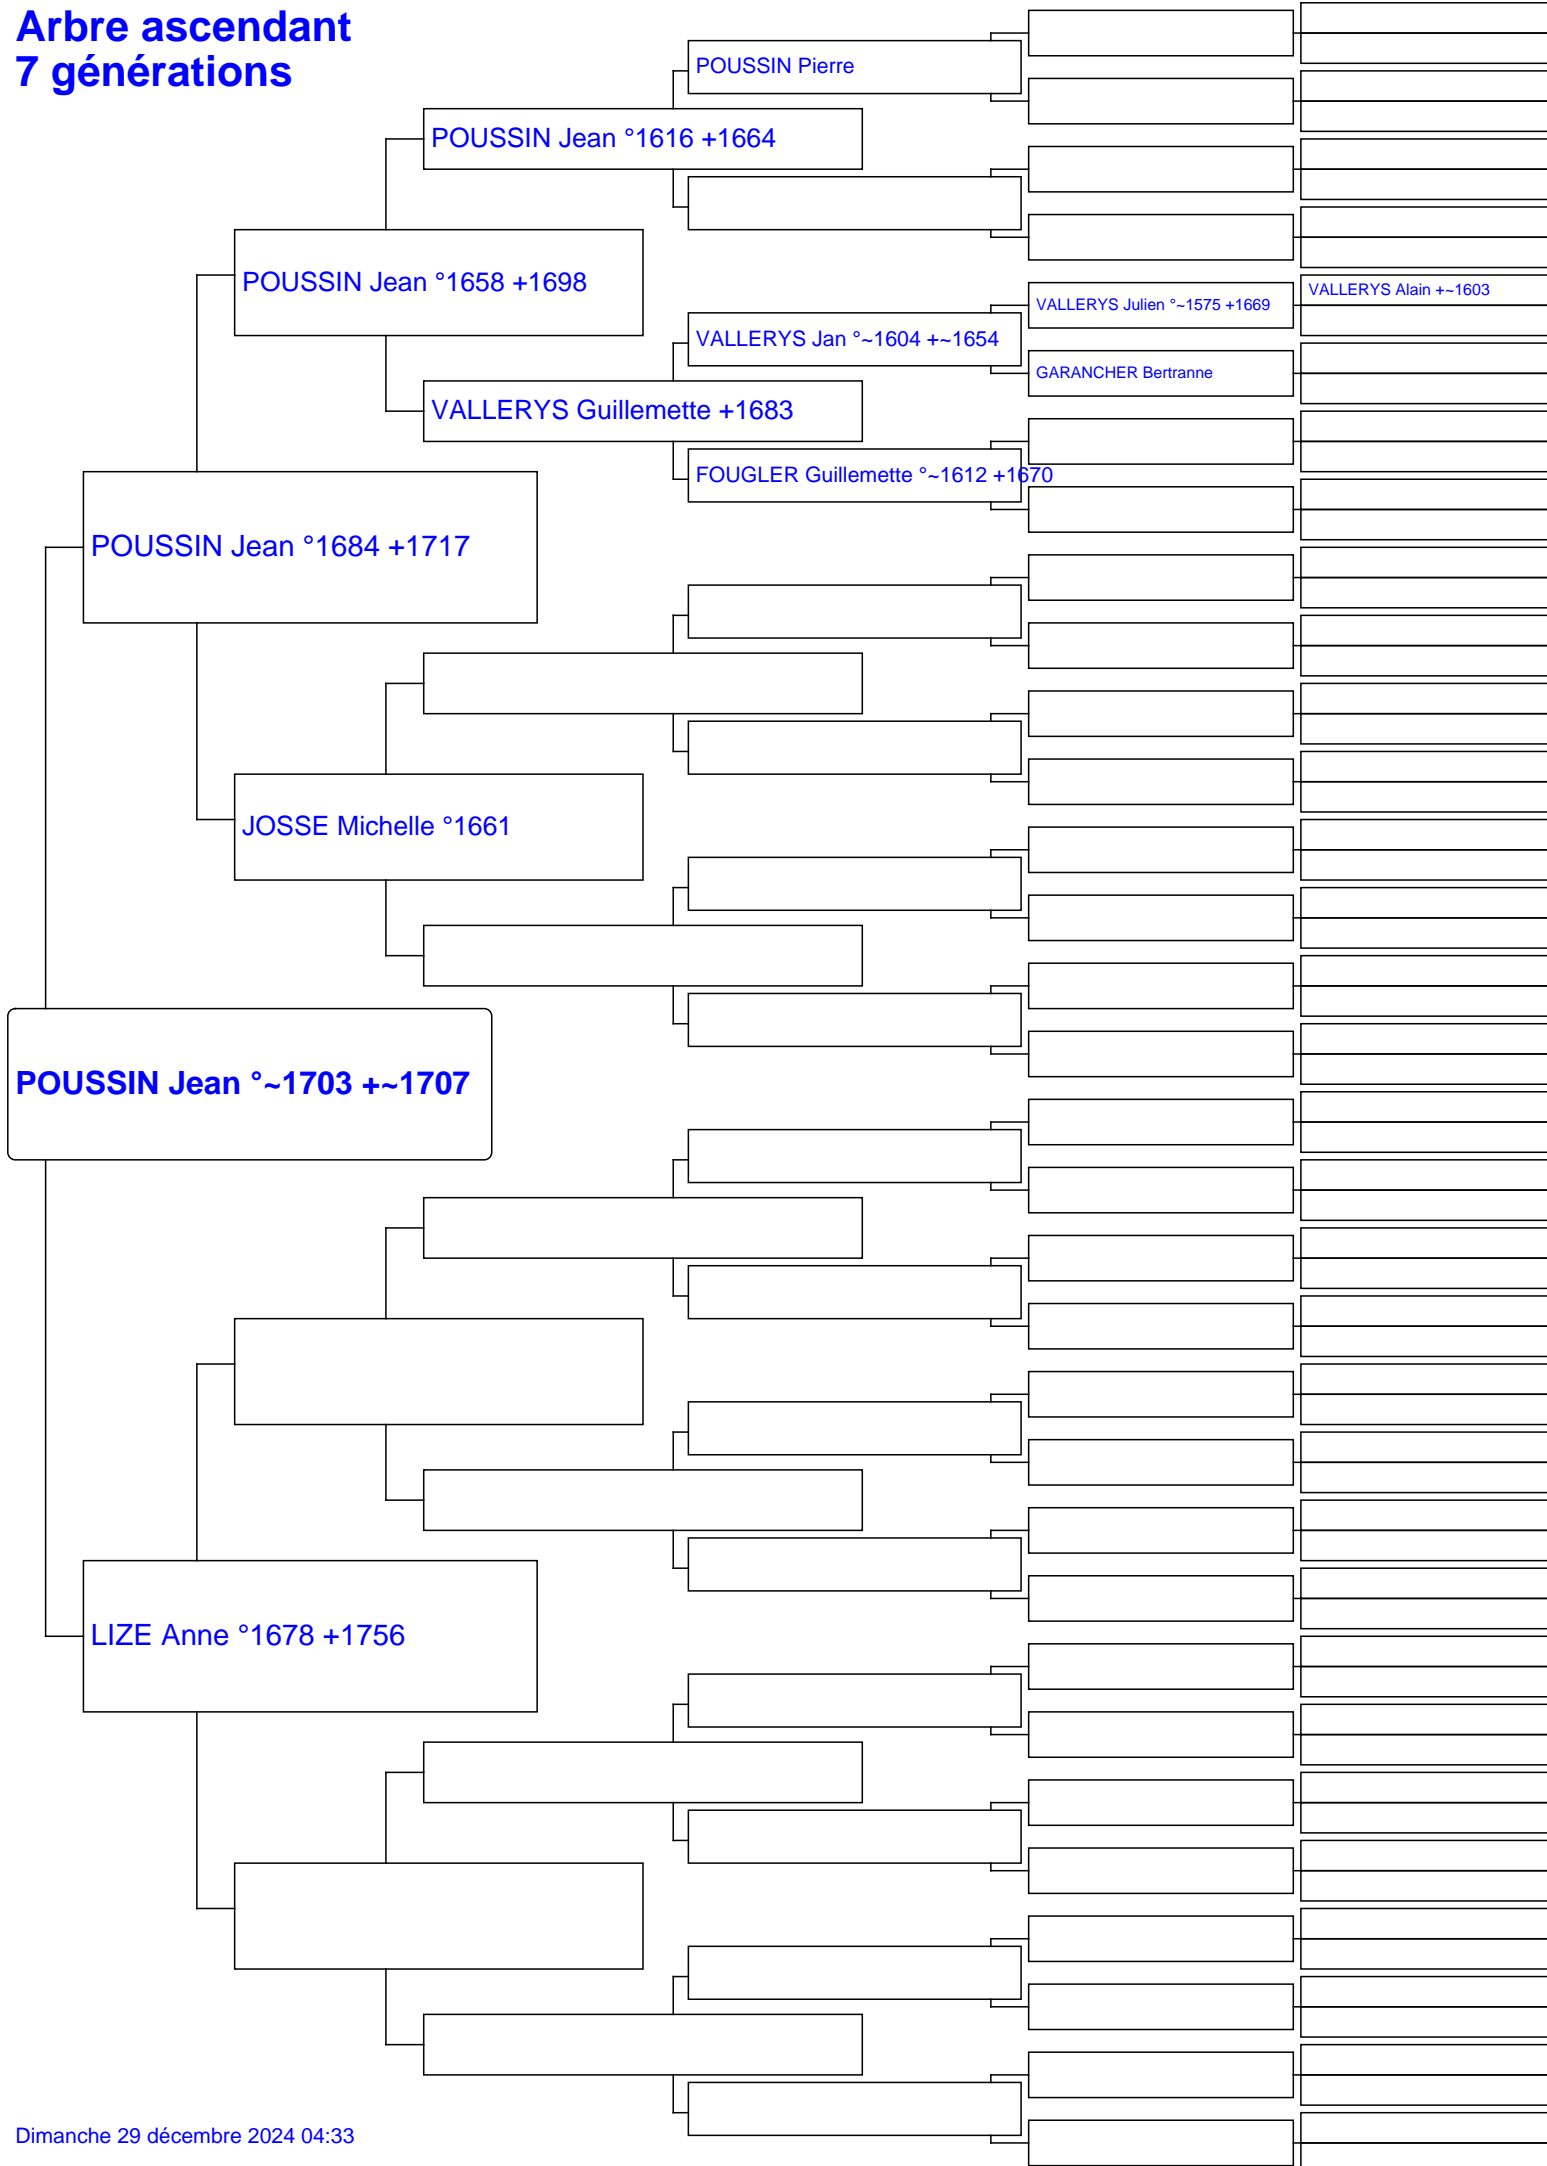 Arbre ascendant
7 générations
POUSSIN Pierre
POUSSIN Jean °1616 +1664
POUSSIN Jean °1658 +1698
VALLERYS Alain +~1603
VALLERYS Julien °~1575 +1669
VALLERYS Jan °~1604 +~1654
GARANCHER Bertranne
VALLERYS Guillemette +1683
FOUGLER Guillemette °~1612 +1670
POUSSIN Jean °1684 +1717
JOSSE Michelle °1661
POUSSIN Jean °~1703 +~1707
LIZE Anne °1678 +1756
Dimanche 29 décembre 2024 04:33